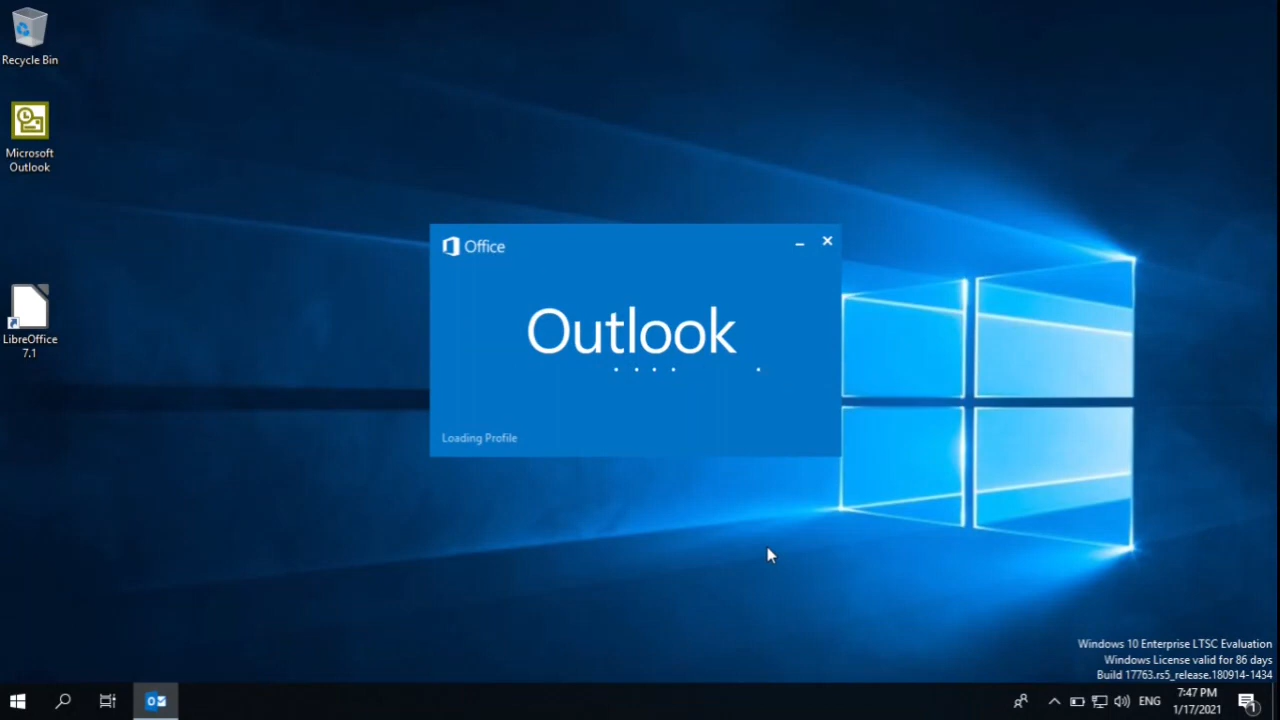 Recycle Bin
Microsoft
Outlook
LibreOffice
7.1
Office
Outlook
Loading Profile
Windows 10 Enterprise LTSC Evaluation
Windows License valid for 86 days
Build 17763.rs5_release.180914-1434
ENG
7:47 PM
1/17/2021
1